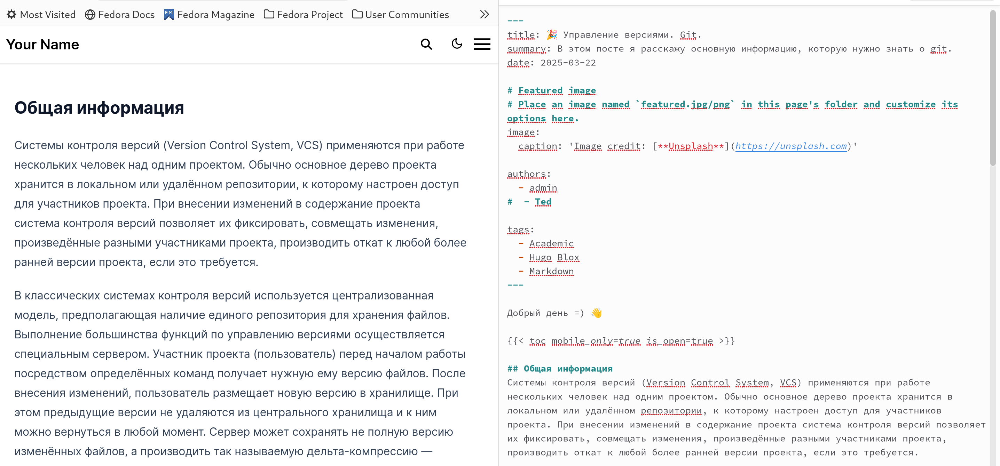 Most Visited Fedora Docs Fedora Magazine Fedora Project User Communities
Your Name
Общая информация
Системы контроля версий (Version Control System, VCS) применяются при работе
нескольких человек над одним проектом. Обычно основное дерево проекта
хранится в локальном или удалённом репозитории, к которому настроен доступ
для участников проекта. При внесении изменений в содержание проекта
система контроля версий позволяет их фиксировать, совмещать изменения,
произведённые разными участниками проекта, производить откат к любой более
ранней версии проекта, если это требуется.
В классических системах контроля версий используется централизованная
модель, предполагающая наличие единого репозитория для хранения файлов.
Выполнение большинства функций по управлению версиями осуществляется
специальным сервером. Участник проекта (пользователь) перед началом работы
посредством определённых команд получает нужную ему версию файлов. После
внесения изменений, пользователь размещает новую версию в хранилище. При
этом предыдущие версии не удаляются из центрального хранилища и к ним
можно вернуться в любой момент. Сервер может сохранять не полную версию
изменённых файлов, а производить так называемую дельта-компрессию —
---
title: 🎉 Управление версиями. Git.
summary: В этом посте я расскажу основную информацию, которую нужно знать о git.
date: 2025-03-22
# Featured image
# Place an image named `featured.jpg/png` in this page's folder and customize its
options here.
image:
caption: 'Image credit: [**Unsplash**](https://unsplash.com)'
authors:
- admin
# - Ted
tags:
- Academic
- Hugo Blox
- Markdown
---
Добрый день =) 👋
{{< toc mobile_only=true is_open=true >}}
## Общая информация
Системы контроля версий (Version Control System, VCS) применяются при работе
нескольких человек над одним проектом. Обычно основное дерево проекта хранится в
локальном или удалённом репозитории, к которому настроен доступ для участников
проекта. При внесении изменений в содержание проекта система контроля версий позволяет
их фиксировать, совмещать изменения, произведённые разными участниками проекта,
производить откат к любой более ранней версии проекта, если это требуется.